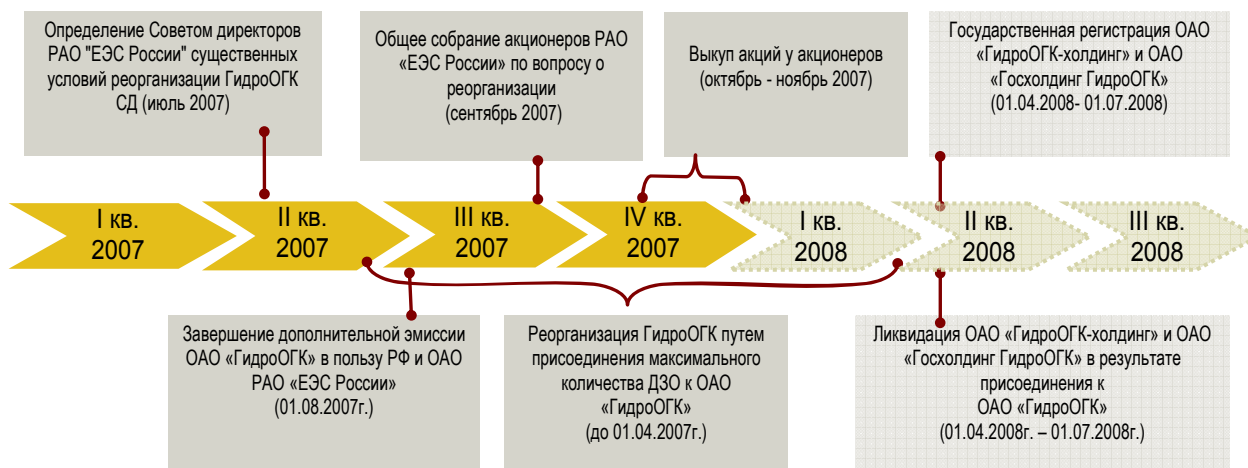 Определение Советом директоров
РАО "ЕЭС России" существенных
условий реорганизации ГидроОГК
СД (июль 2007)
Общее собрание акционеров РАО
«ЕЭС России» по вопросу о
реорганизации
(сентябрь 2007)
Выкуп акций у акционеров
(октябрь - ноябрь 2007)
Государственная регистрация ОАО
«ГидроОГК-холдинг» и ОАО
«Госхолдинг ГидроОГК»
(01.04.2008- 01.07.2008)
I кв.
2007
II кв.
2007
III кв.
2007
IV кв.
2007
I кв.
2008
II кв.
2008
III кв.
2008
Завершение дополнительной эмиссии
ОАО «ГидроОГК» в пользу РФ и ОАО
РАО «ЕЭС России»
(01.08.2007г.)
Реорганизация ГидроОГК путем
присоединения максимального
количества ДЗО к ОАО
«ГидроОГК»
(до 01.04.2007г.)
Ликвидация ОАО «ГидроОГК-холдинг» и ОАО
«Госхолдинг ГидроОГК» в результате
присоединения к
ОАО «ГидроОГК»
(01.04.2008г. – 01.07.2008г.)